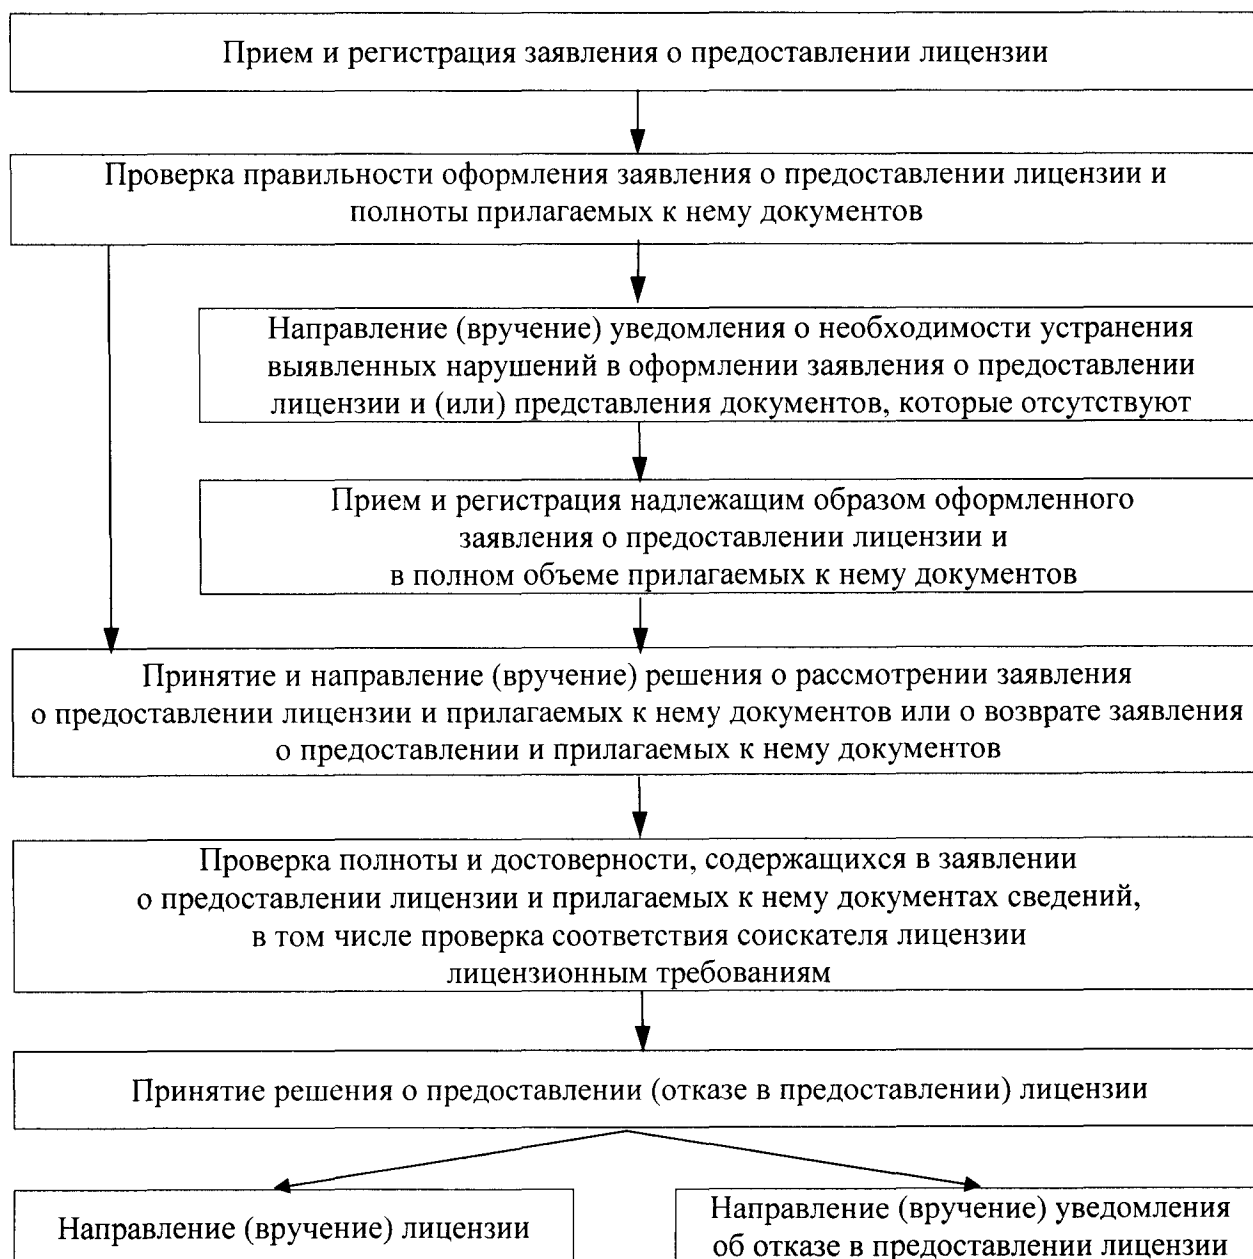 Прием и регистрация заявления о предоставлении лицензии
Проверка правильности оформления заявления о предоставлении лицензии и
полноты прилагаемых к нему документов
Направление (вручение) уведомления о необходимости устранения
выявленных нарушений в оформлении заявления о предоставлении
лицензии и (или) представления документов, которые отсутствуют
Прием и регистрация надлежащим образом оформленного
заявления о предоставлении лицензии и
в полном объеме прилагаемых к нему документов
Принятие и направление (вручение) решения о рассмотрении заявления
о предоставлении лицензии и прилагаемых к нему документов или о возврате заявления
о предоставлении и прилагаемых к нему документов
Проверка полноты и достоверности, содержащихся в заявлении
о предоставлении лицензии и прилагаемых к нему документах сведений,
в том числе проверка соответствия соискателя лицензии
лицензионным требованиям
Принятие решения о предоставлении (отказе в предоставлении) лицензии
Направление (вручение) лицензии
Направление (вручение) уведомления
об отказе в предоставлении лицензии